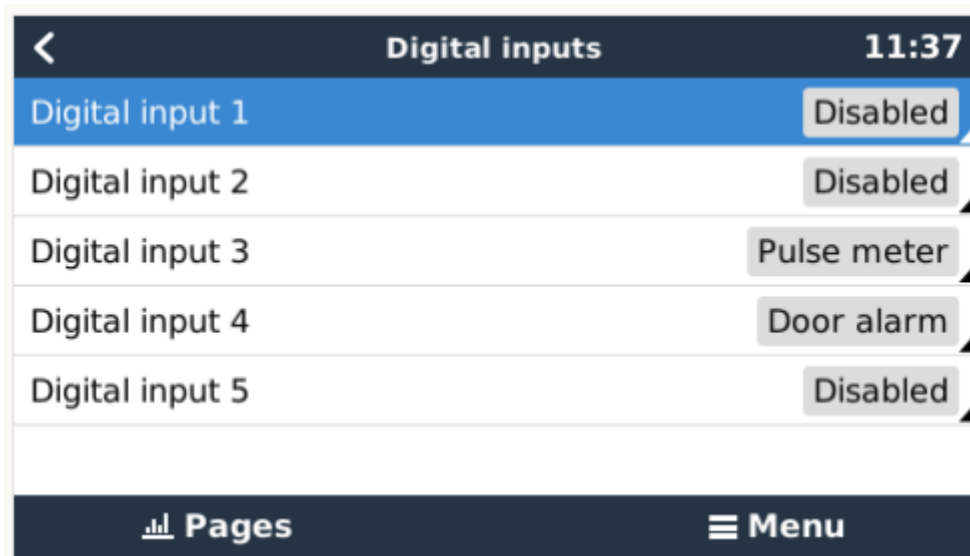 Digital inputs 11:37
Digital input 1 Disabled
Digital input 2 Disabled
Digital input 3 Pulse meter
Digital input 4 Door alarm
Digital input 5 Disabled
Pages Menu